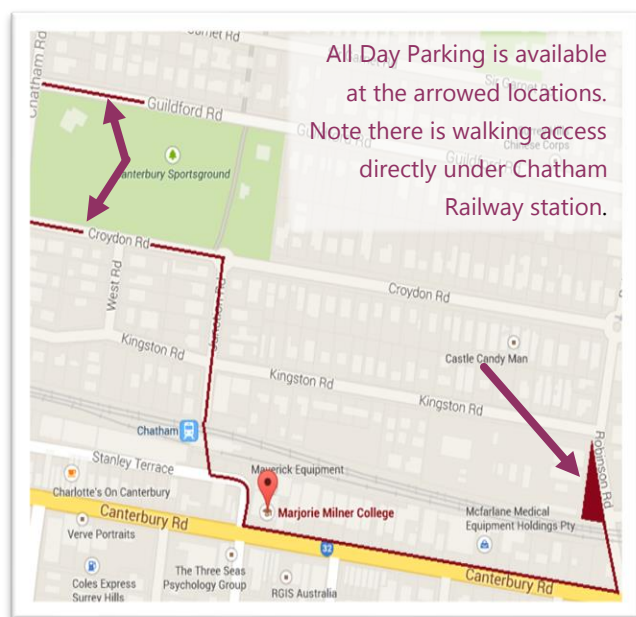 All Day Parking is available
at the arrowed locations.
Note there is walking access
directly under Chatham
Railway station.
Chatham Rd
Guildford Rd
Canterbury Sportsground
Chinese Corps
Croydon Rd
West Rd
Croydon Rd
Kingston Rd
Kingston Rd
Castle Candy Man
Kingston Rd
Robinson Rd
Chatham
Stanley Terrace
Maverick Equipment
Charlotte's On Canterbury
Marjorie Milner College
Canterbury Rd
Mcfarlane Medical
Equipment Holdings Pty.
Verve Portraits
32
The Three Seas
Psychology Group
Coles Express
Surrey Hills
RGIS Australia
Canterbury Rd